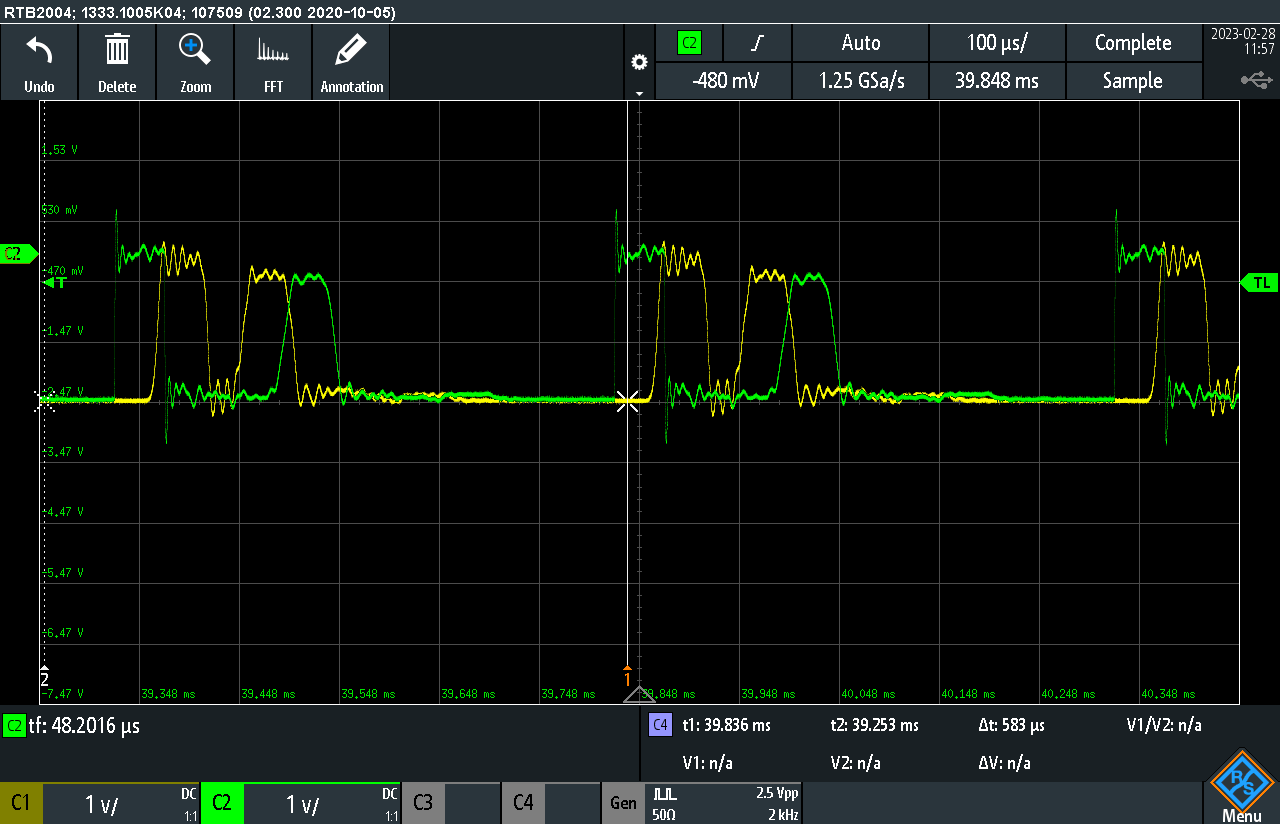 RTB2004; 1333.1005K04; 107509 (02.300 2020-10-05)
Undo
Delete
Zoom
FFT
Annotation
C2
Auto
100 µs/
Complete
2023-02-28
11:57
-480 mV
1.25 GSa/s
39.848 ms
Sample
1.53 V
530 mV
C2
-470 mV
T
TL
-1.47 V
-2.47 V
-3.47 V
-4.47 V
-5.47 V
-6.47 V
2
1
-7.47 V
39.348 ms
39.448 ms
39.548 ms
39.648 ms
39.748 ms
39.848 ms
39.948 ms
40.048 ms
40.148 ms
40.248 ms
40.348 ms
C2 tf: 48.2016 µs
C4 t1: 39.836 ms t2: 39.253 ms Δt: 583 µs V1/V2: n/a
V1: n/a V2: n/a ΔV: n/a
C1 1 V/ DC 1:1
C2 1 V/ DC 1:1
C3
C4
Gen 2.5 Vpp
50Ω 2 kHz
R&S
Menu